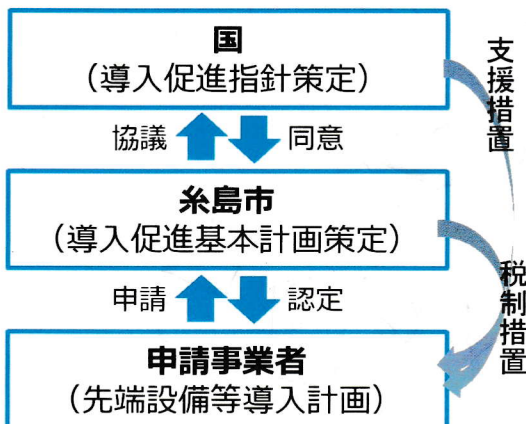 国
（導入促進指針策定）
協議
同意
支援措置
糸島市
（導入促進基本計画策定）
申請
認定
税制措置
申請事業者
（先端設備等導入計画）